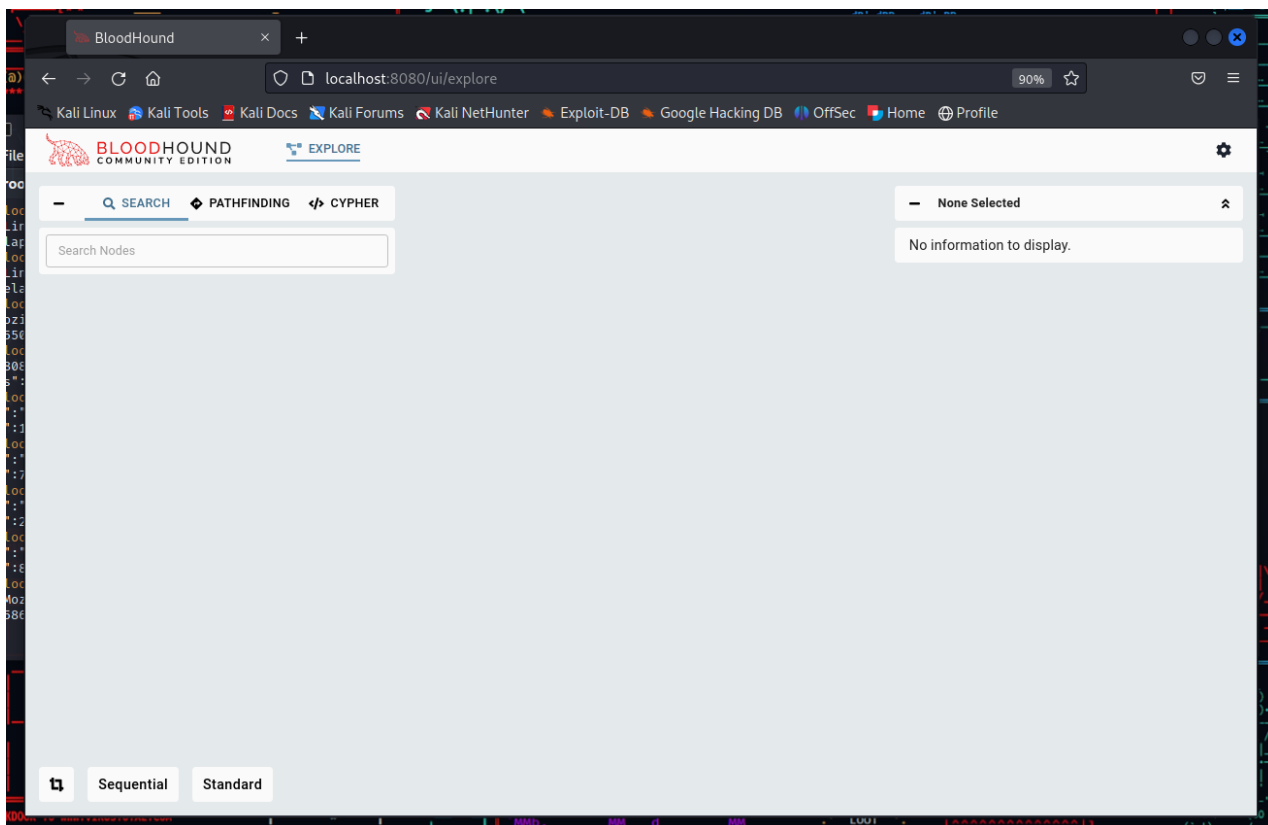 BloodHound
localhost:8080/ui/explore 90%
Kali Linux Kali Tools Kali Docs Kali Forums Kali NetHunter Exploit-DB Google Hacking DB OffSec Home Profile
BLOODHOUND
COMMUNITY EDITION
EXPLORE
SEARCH PATHFINDING CYPHER
Search Nodes
None Selected
No information to display.
Sequential Standard
LOOT